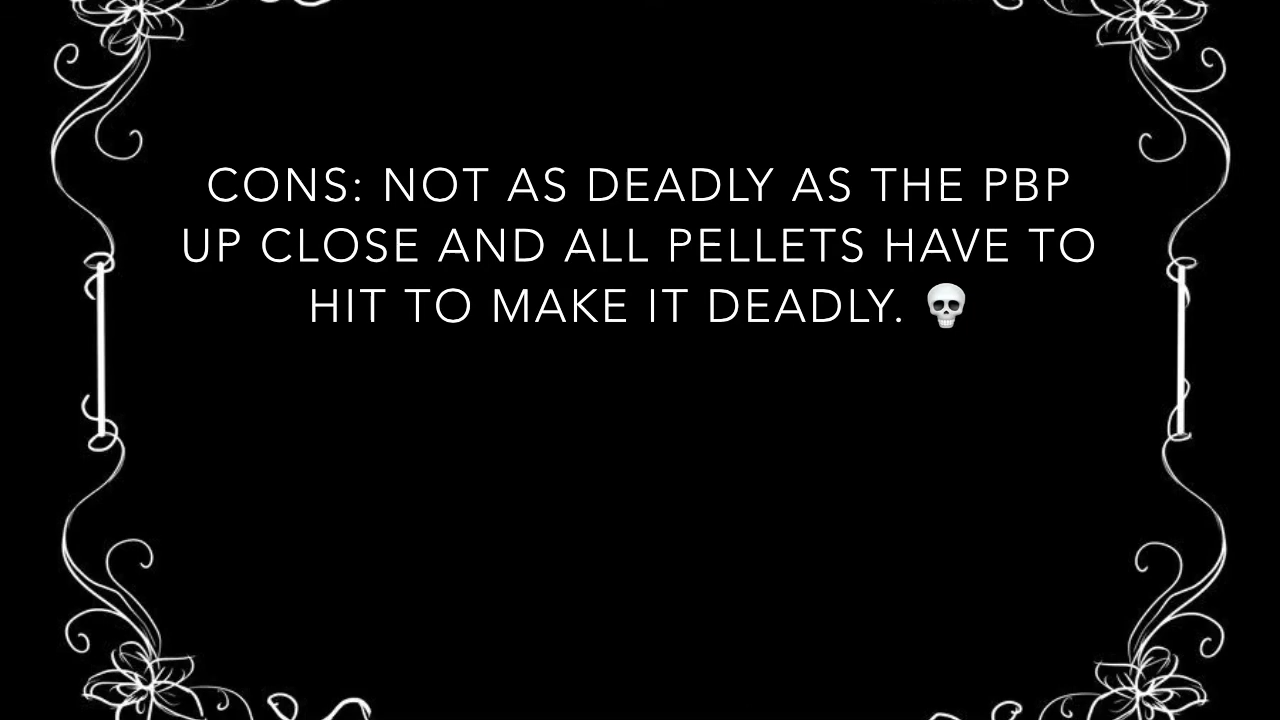 CONS: NOT AS DEADLY AS THE PBP
UP CLOSE AND ALL PELLETS HAVE TO
HIT TO MAKE IT DEADLY. 💀